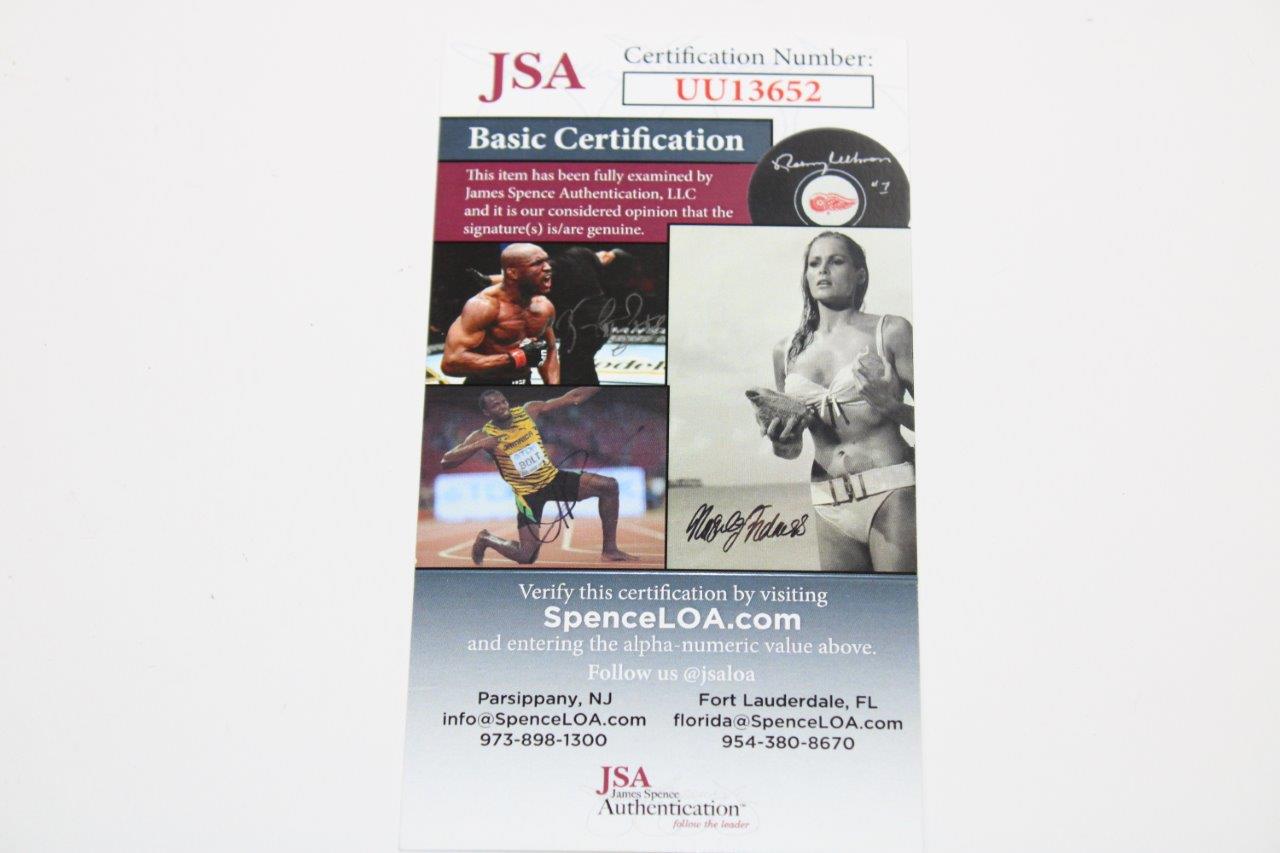 JSA
Certification Number:
UU13652
Basic Certification
This item has been fully examined by
James Spence Authentication, LLC
and it is our considered opinion that the
signature(s) is/are genuine.
#7
JAMAICA
BOLT
Verify this certification by visiting
SpenceLOA.com
and entering the alpha-numeric value above.
Follow us @jsaloa
Parsippany, NJ
info@SpenceLOA.com
973-898-1300
Fort Lauderdale, FL
florida@SpenceLOA.com
954-380-8670
JSA
James Spence
Authentication™
follow the leader